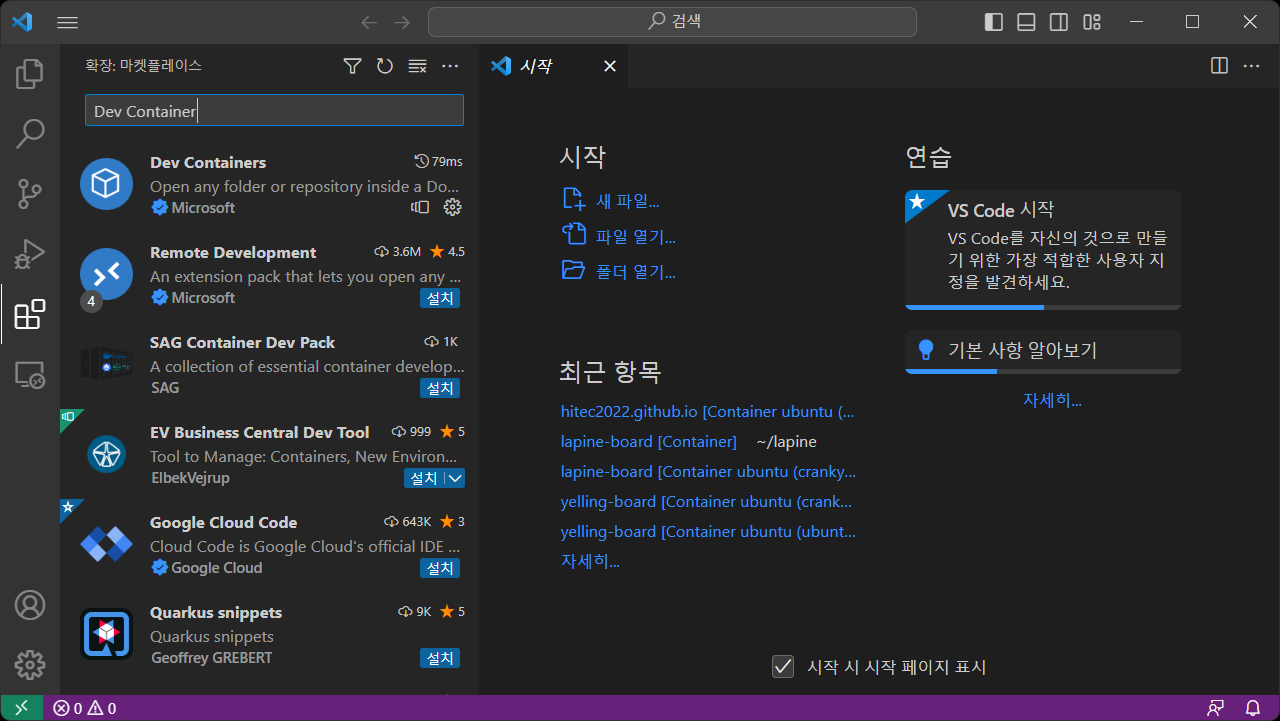 검색
확장: 마켓플레이스
Dev Container
Dev Containers
79ms
Open any folder or repository inside a Do...
Microsoft
Remote Development
3.6M
4.5
An extension pack that lets you open any ...
4
Microsoft
설치
SAG Container Dev Pack
1K
A collection of essential container develop...
SAG
설치
EV Business Central Dev Tool
999
5
Tool to Manage: Containers, New Environ...
ElbekVejrup
설치
Google Cloud Code
643K
3
Cloud Code is Google Cloud's official IDE ...
Google Cloud
설치
Quarkus snippets
9K
5
Quarkus snippets
Geoffrey GREBERT
설치
시작
시작
새 파일...
파일 열기...
폴더 열기...
최근 항목
hitec2022.github.io [Container ubuntu (...
lapine-board [Container] ~/lapine
lapine-board [Container ubuntu (cranky...
yelling-board [Container ubuntu (crank...
yelling-board [Container ubuntu (ubunt...
자세히...
연습
VS Code 시작
VS Code를 자신의 것으로 만들
기 위한 가장 적합한 사용자 지
정을 발견하세요.
기본 사항 알아보기
자세히...
시작 시 시작 페이지 표시
0
0